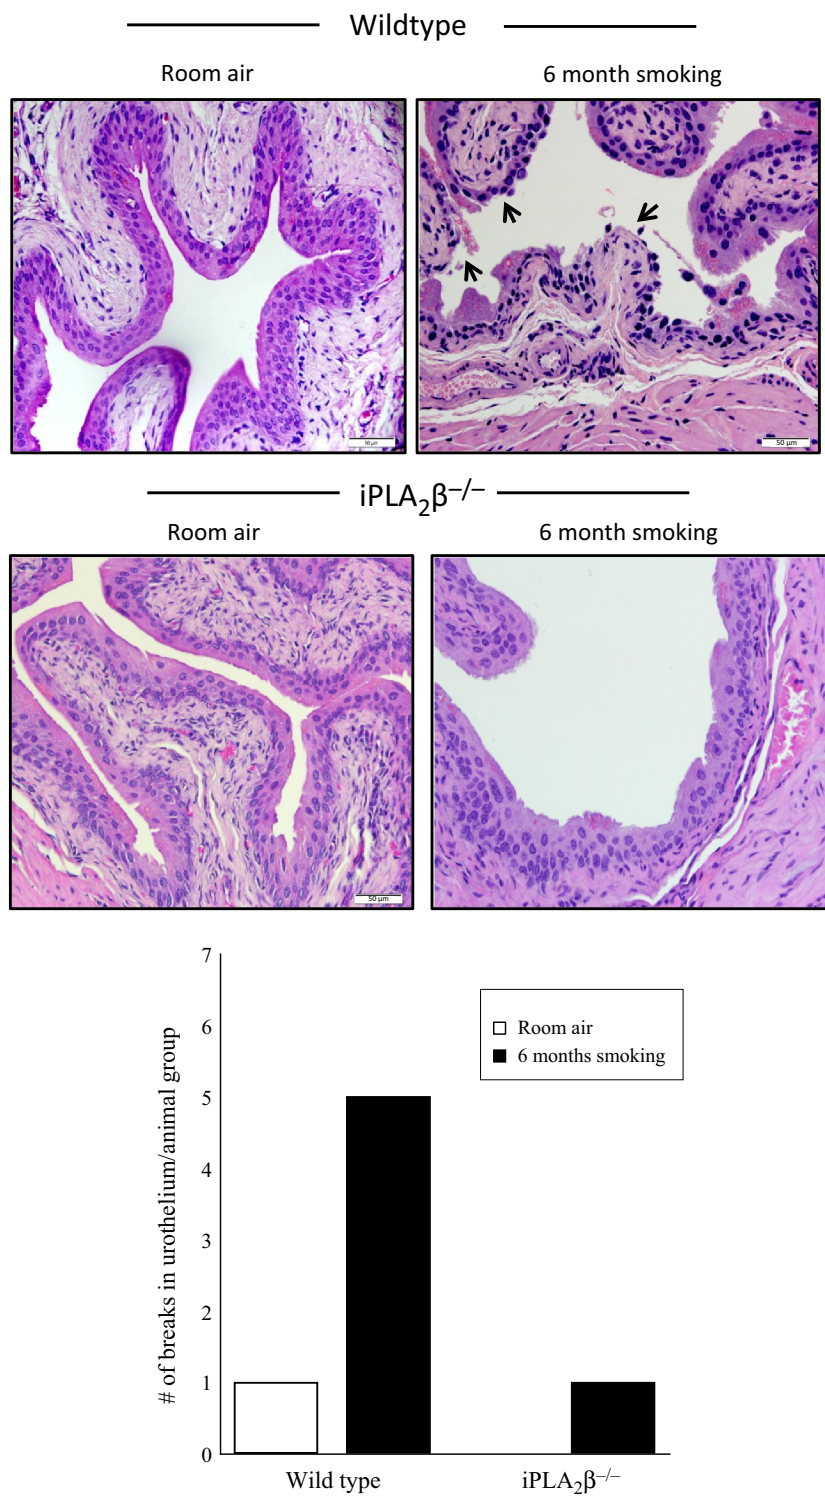 Wildtype
Room air
6 month smoking
50 µm
50 µm
iPLA₂β⁻/⁻
Room air
6 month smoking
50 µm
7
6
5
4
3
2
1
0
# of breaks in urothelium/animal group
Room air
6 months smoking
Wild type
iPLA₂β⁻/⁻